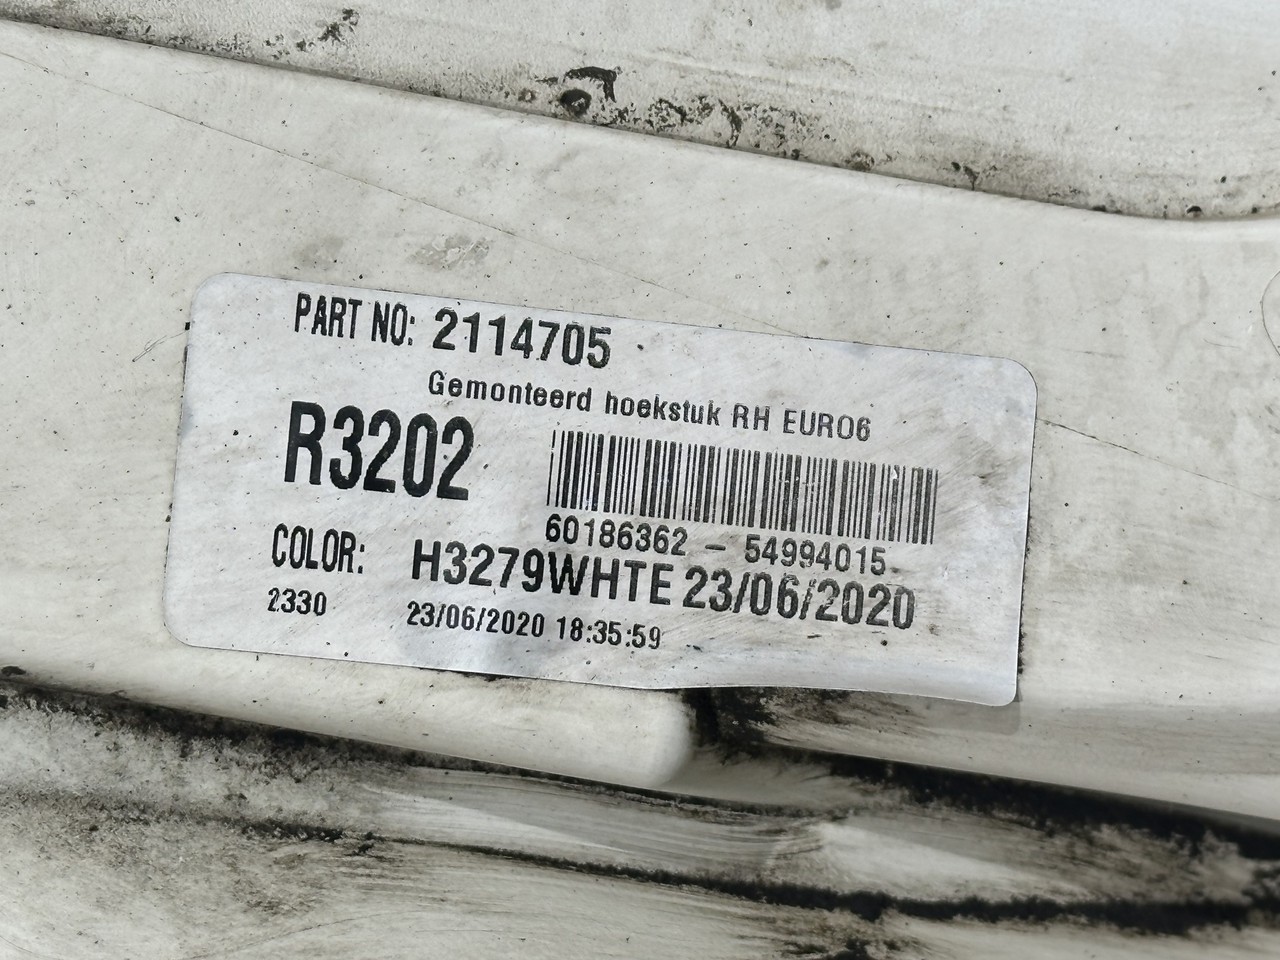 PART NO: 2114705
Gemonteerd hoekstuk RH EURO6
R3202
60186362 - 54994015
COLOR: H3279WHTE 23/06/2020
2330 23/06/2020 18:35:59